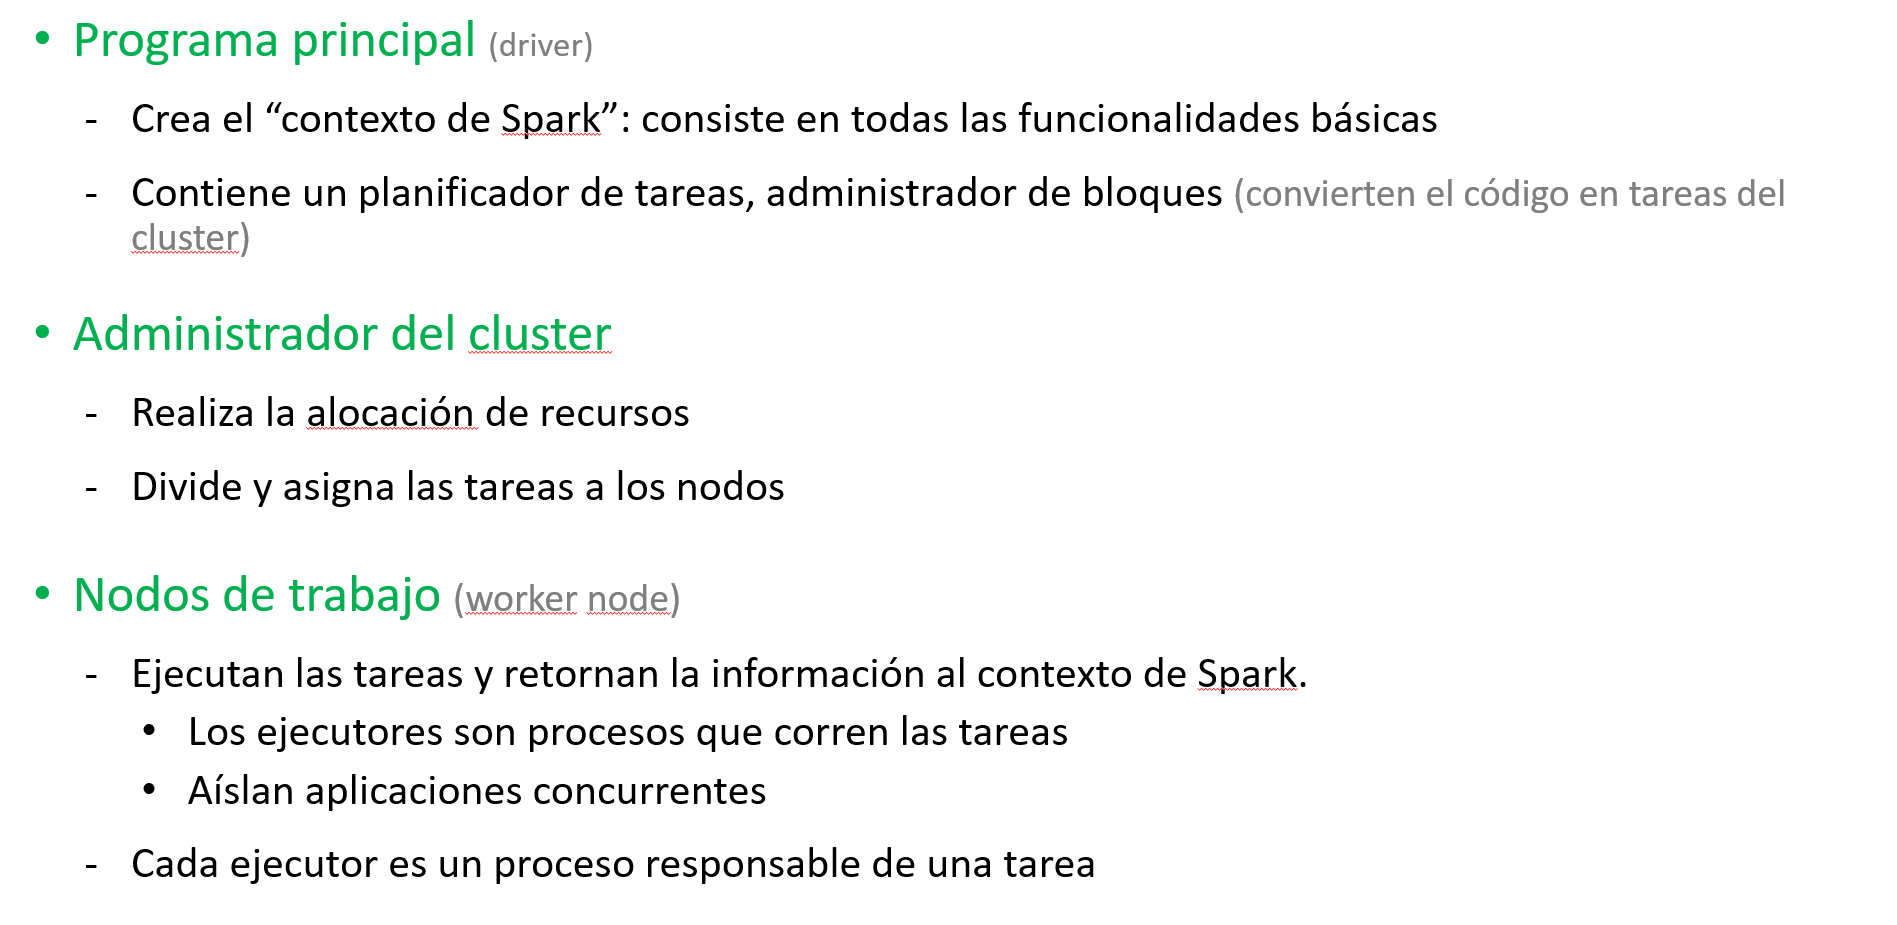 • Programa principal (driver)
- Crea el “contexto de Spark”: consiste en todas las funcionalidades básicas
- Contiene un planificador de tareas, administrador de bloques (convierten el código en tareas del
cluster)
• Administrador del cluster
- Realiza la alocación de recursos
- Divide y asigna las tareas a los nodos
• Nodos de trabajo (worker node)
- Ejecutan las tareas y retornan la información al contexto de Spark.
• Los ejecutores son procesos que corren las tareas
• Aíslan aplicaciones concurrentes
- Cada ejecutor es un proceso responsable de una tarea